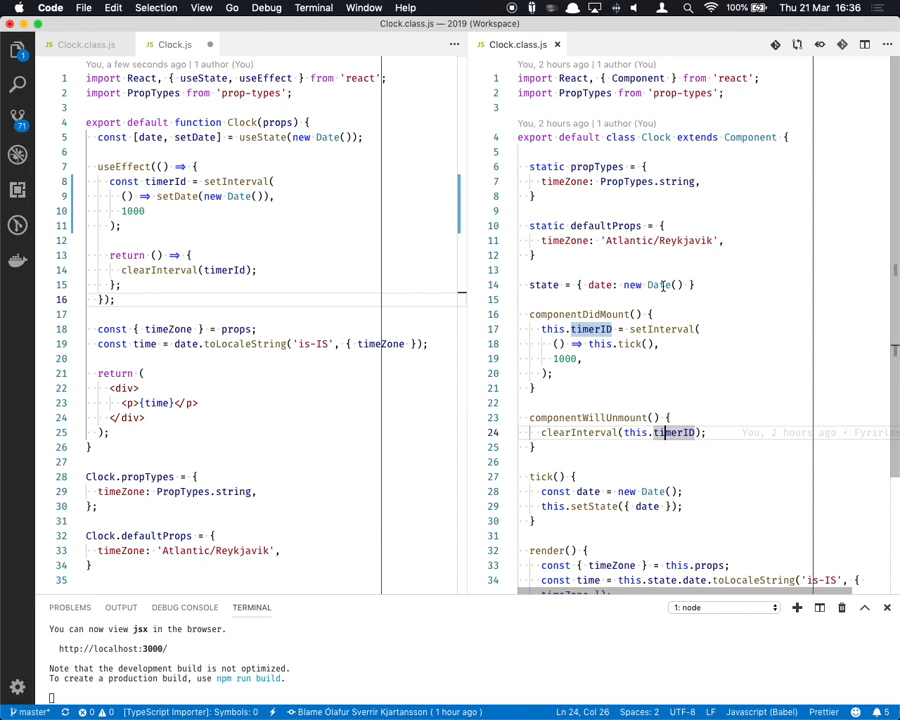 Code File Edit Selection View Go Debug Terminal Window Help 100% Thu 21 Mar 16:36
Clock.class.js — 2019 (Workspace)
JS Clock.class.js JS Clock.js
You, a few seconds ago | 1 author (You)
1 import React, { useState, useEffect } from 'react';
2 import PropTypes from 'prop-types';
3
4 export default function Clock(props) {
5 const [date, setDate] = useState(new Date());
6
7 useEffect(() => {
8 const timerId = setInterval(
9 () => setDate(new Date()),
10 1000
11 );
12
13 return () => {
14 clearInterval(timerId);
15 };
16 });
17
18 const { timeZone } = props;
19 const time = date.toLocaleString('is-IS', { timeZone });
20
21 return (
22 <div>
23 <p>{time}</p>
24 </div>
25 );
26 }
27
28 Clock.propTypes = {
29 timeZone: PropTypes.string,
30 };
31
32 Clock.defaultProps = {
33 timeZone: 'Atlantic/Reykjavik',
34 }
35
JS Clock.class.js
You, 2 hours ago | 1 author (You)
1 import React, { Component } from 'react';
2 import PropTypes from 'prop-types';
3
You, 2 hours ago | 1 author (You)
4 export default class Clock extends Component {
5
6 static propTypes = {
7 timeZone: PropTypes.string,
8 }
9
10 static defaultProps = {
11 timeZone: 'Atlantic/Reykjavik',
12 }
13
14 state = { date: new Date() }
15
16 componentDidMount() {
17 this.timerID = setInterval(
18 () => this.tick(),
19 1000,
20 );
21 }
22
23 componentWillUnmount() {
24 clearInterval(this.timerID); You, 2 hours ago • Fyrirles
25 }
26
27 tick() {
28 const date = new Date();
29 this.setState({ date });
30 }
31
32 render() {
33 const { timeZone } = this.props;
34 const time = this.state.date.toLocaleString('is-IS', {
timeZone });
71
1
PROBLEMS OUTPUT DEBUG CONSOLE TERMINAL 1: node
You can now view jsx in the browser.
http://localhost:3000/
Note that the development build is not optimized.
To create a production build, use npm run build.
master* 0 0 [TypeScript Importer]: Symbols: 0 Blame Ólafur Sverrir Kjartansson ( 1 hour ago ) Ln 24, Col 26 Spaces: 2 UTF-8 LF Javascript (Babel) Prettier 5